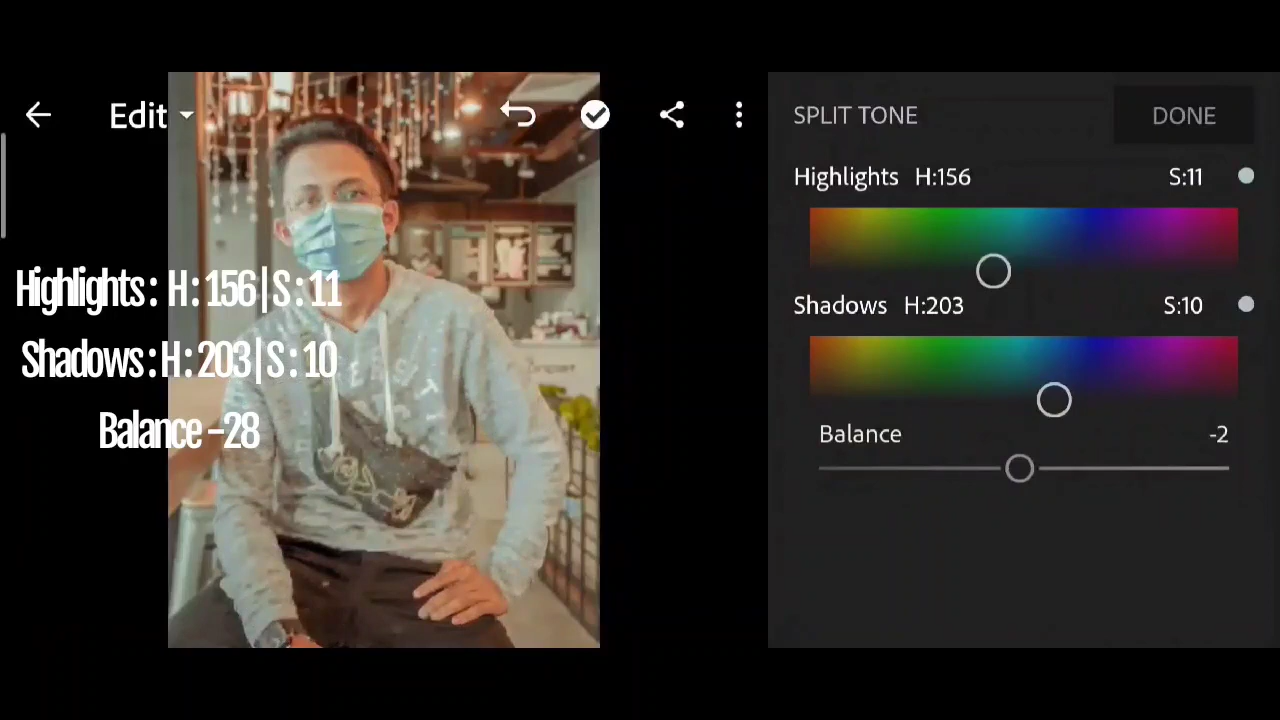 Edit
SPLIT TONE
DONE
Highlights H:156 S:11
Shadows H:203 S:10
Balance -2
Highlights : H : 156 | S : 11
Shadows : H : 203 | S : 10
Balance -28